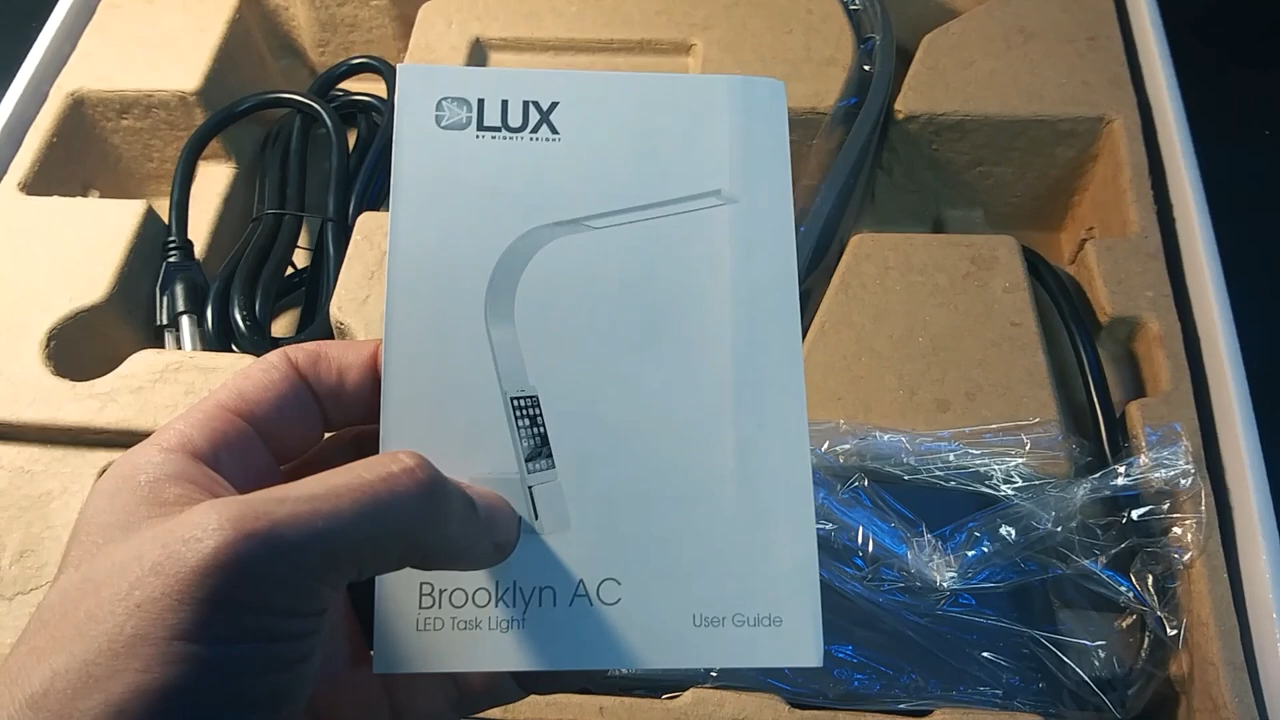 LUX
BY MIGHTY BRIGHT
Brooklyn AC
LED Task Light
User Guide